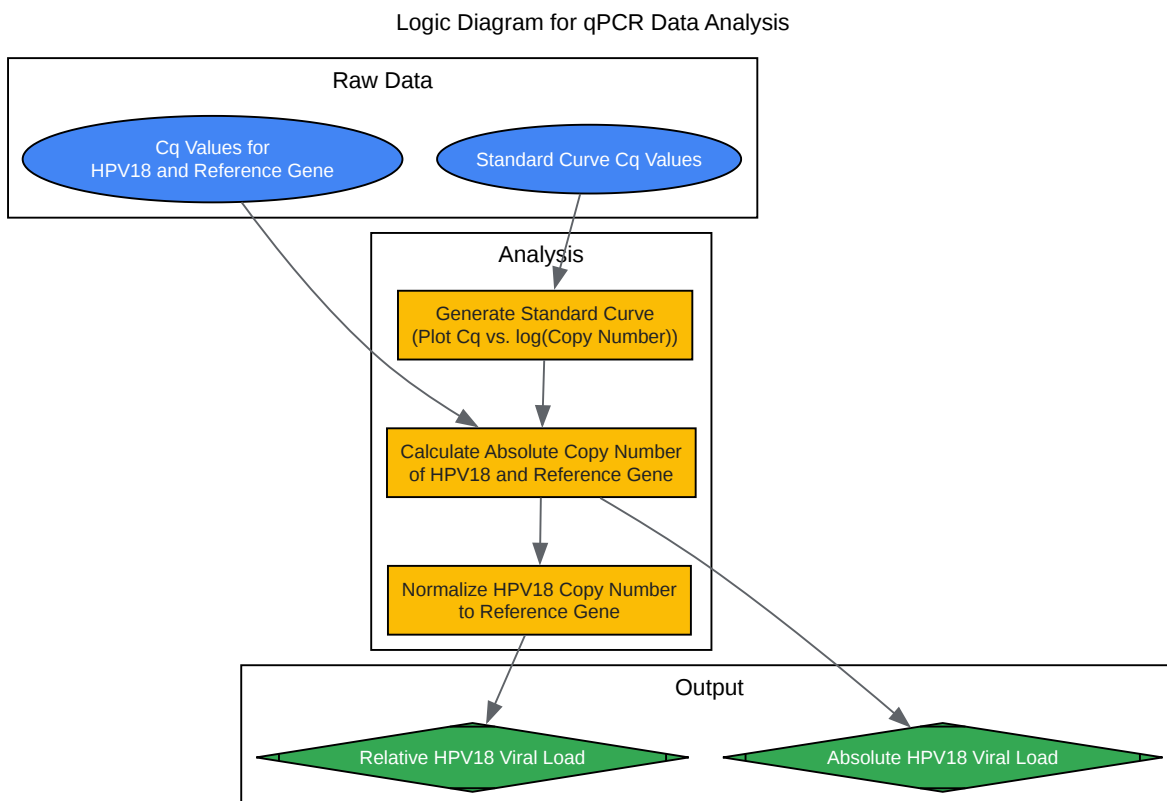 Logic Diagram for qPCR Data Analysis
Raw Data
Cq Values for
HPV18 and Reference Gene
Standard Curve Cq Values
Analysis
Generate Standard Curve
(Plot Cq vs. log(Copy Number))
Calculate Absolute Copy Number
of HPV18 and Reference Gene
Normalize HPV18 Copy Number
to Reference Gene
Output
Relative HPV18 Viral Load
Absolute HPV18 Viral Load